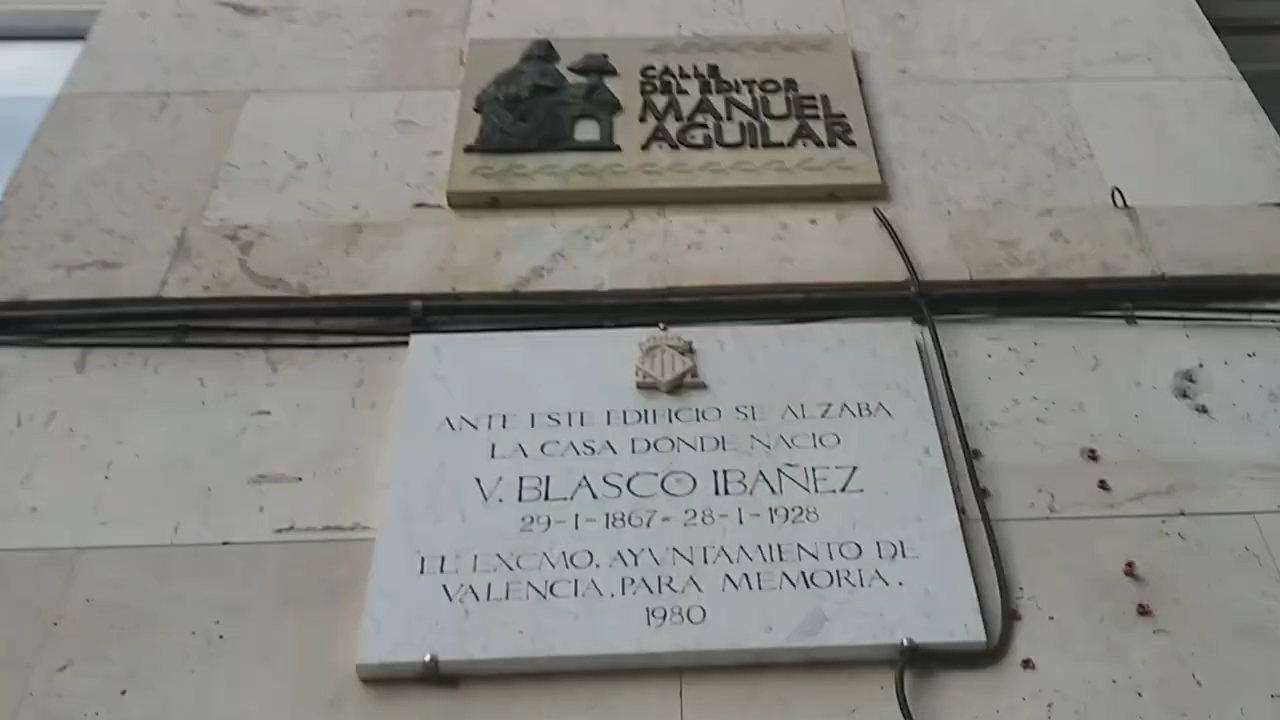 CALLE
DEL EDITOR
MANUEL
AGUILAR
ANTE ESTE EDIFICIO SE ALZABA
LA CASA DONDE NACIO
V. BLASCO IBAÑEZ
29-1-1867- 28-1-1928
EL EXCMO. AYVNTAMIENTO DE
VALENCIA, PARA MEMORIA.
1980